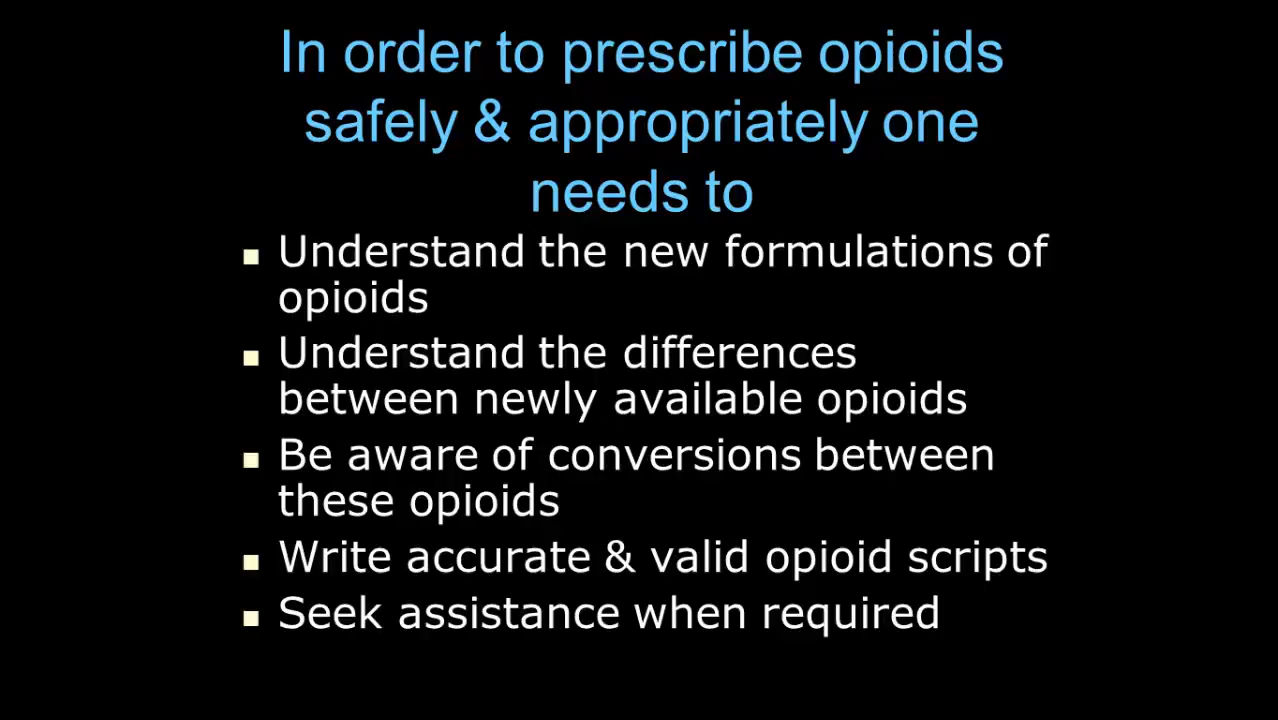 In order to prescribe opioids
safely & appropriately one
needs to
Understand the new formulations of
opioids
Understand the differences
between newly available opioids
Be aware of conversions between
these opioids
Write accurate & valid opioid scripts
Seek assistance when required